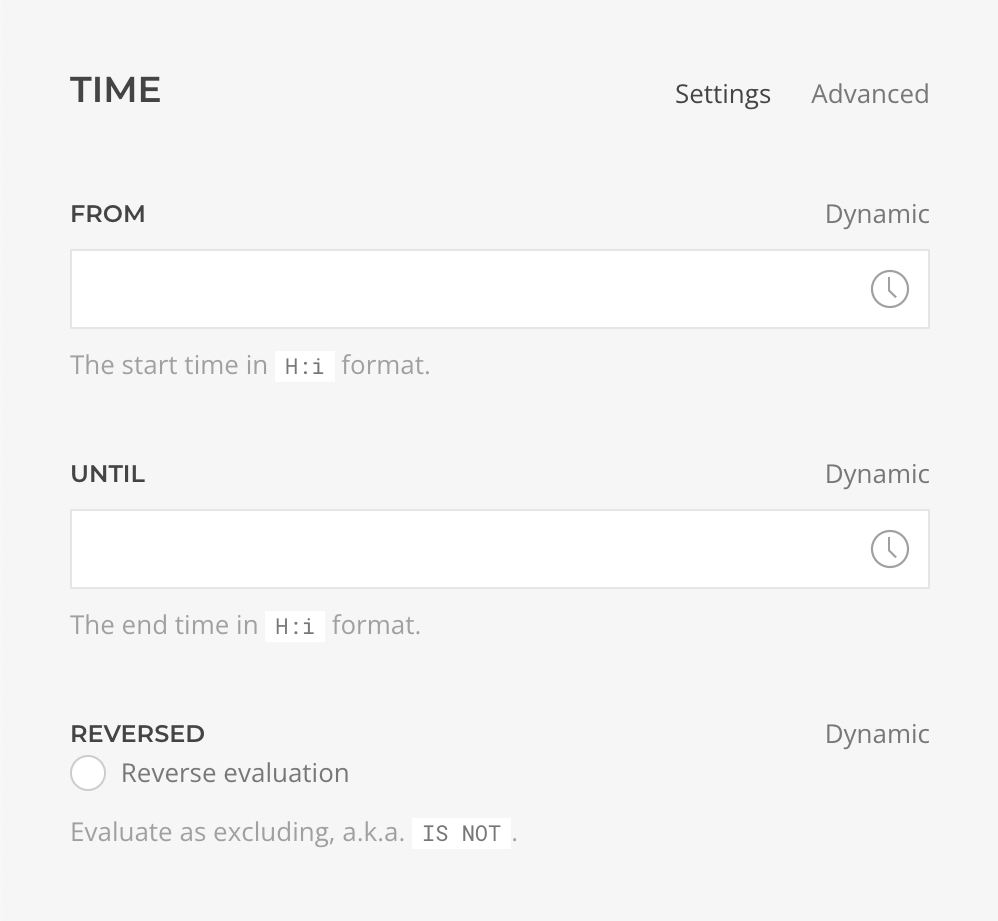 TIME
Settings Advanced
FROM Dynamic
The start time in H:i format.
UNTIL Dynamic
The end time in H:i format.
REVERSED Dynamic
Reverse evaluation
Evaluate as excluding, a.k.a. IS NOT .